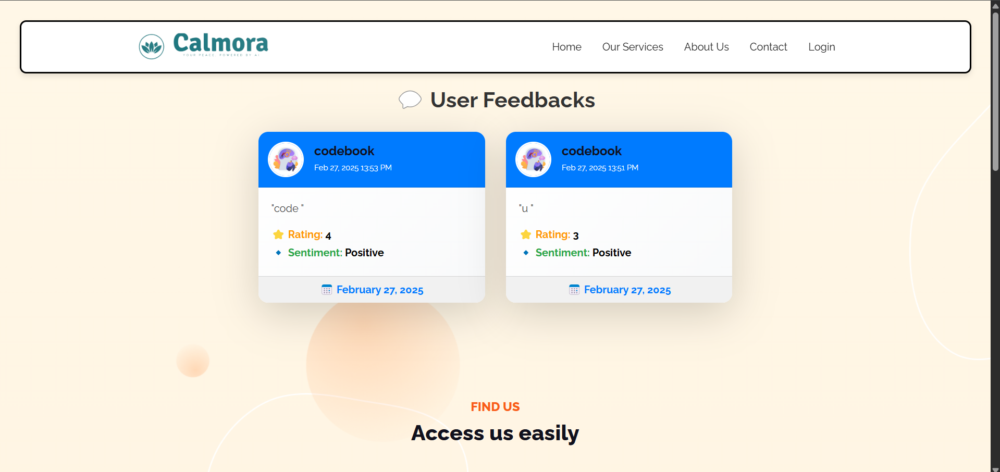 Calmora
YOUR PEACE. POWERED BY AI
Home
Our Services
About Us
Contact
Login
User Feedbacks
codebook
Feb 27, 2025 13:53 PM
"code "
Rating: 4
Sentiment: Positive
February 27, 2025
codebook
Feb 27, 2025 13:51 PM
"u "
Rating: 3
Sentiment: Positive
February 27, 2025
FIND US
Access us easily